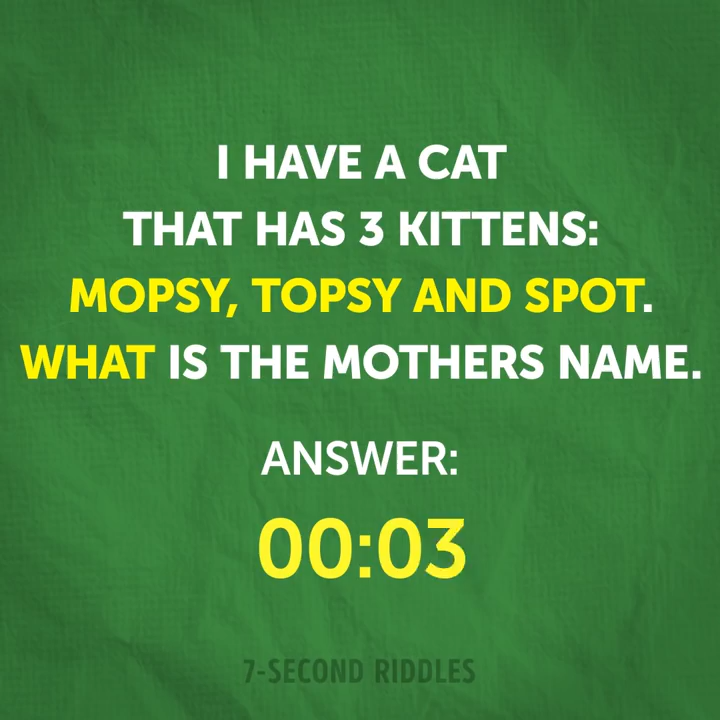 I HAVE A CAT
THAT HAS 3 KITTENS:
MOPSY, TOPSY AND SPOT.
WHAT IS THE MOTHERS NAME.
ANSWER:
00:03
7-SECOND RIDDLES